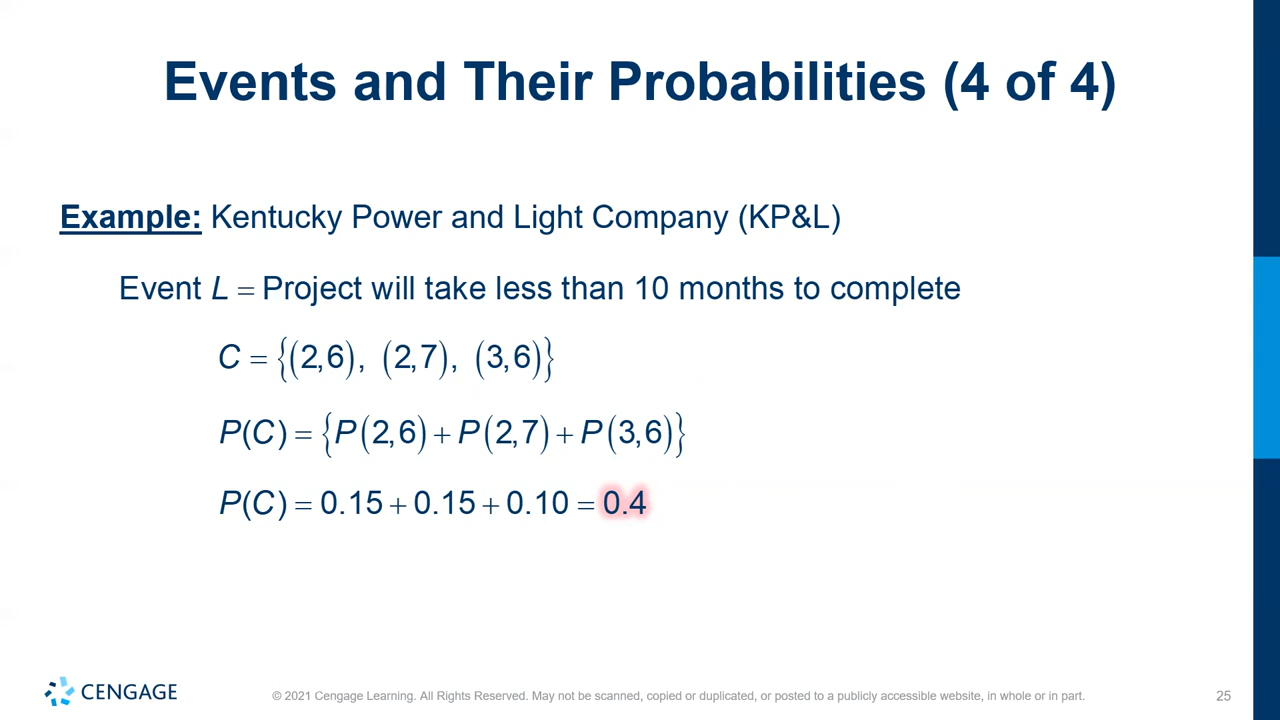 Events and Their Probabilities (4 of 4)
Example: Kentucky Power and Light Company (KP&L)
Event L = Project will take less than 10 months to complete
C = {(2,6), (2,7), (3,6)}
P(C) = {P(2,6) + P(2,7) + P(3,6)}
P(C) = 0.15 + 0.15 + 0.10 = 0.4
CENGAGE
© 2021 Cengage Learning. All Rights Reserved. May not be scanned, copied or duplicated, or posted to a publicly accessible website, in whole or in part.
25